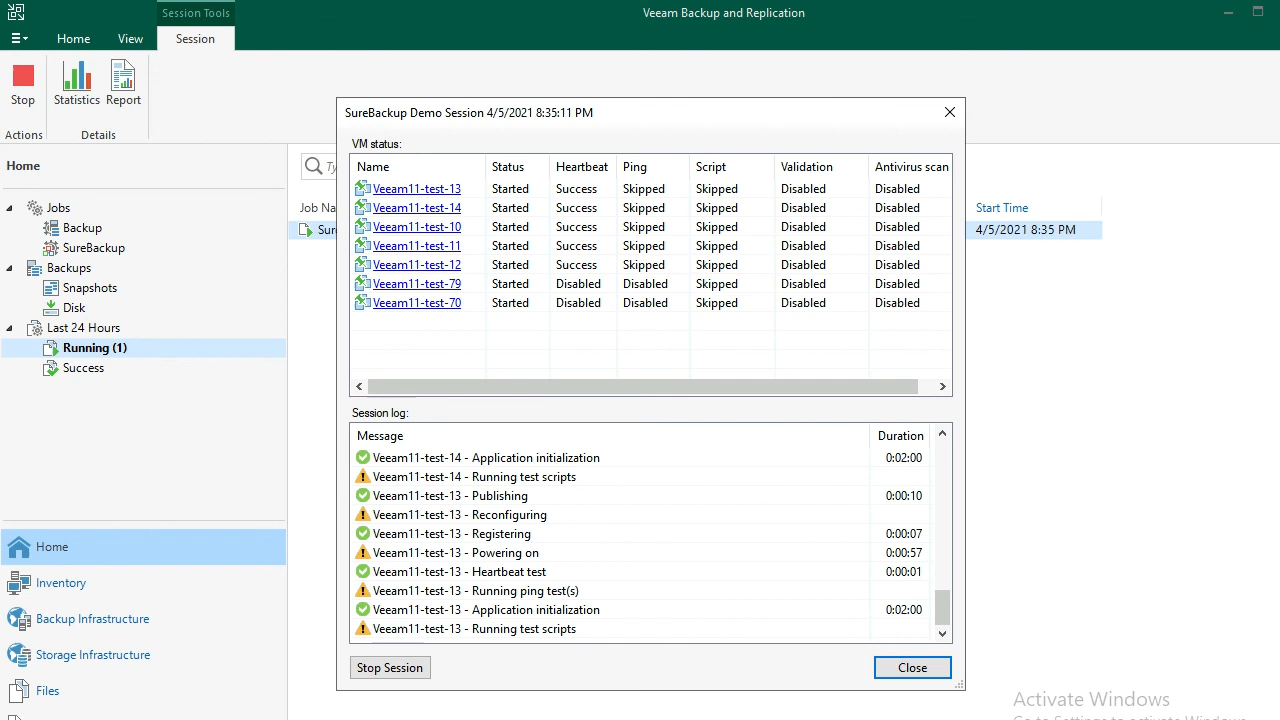 Session Tools
Veeam Backup and Replication
Home View Session
Stop Statistics Report
Actions Details
Home
Jobs
Backup
SureBackup
Backups
Snapshots
Disk
Last 24 Hours
Running (1)
Success
Home
Inventory
Backup Infrastructure
Storage Infrastructure
Files
Start Time
4/5/2021 8:35 PM
SureBackup Demo Session 4/5/2021 8:35:11 PM
VM status:
Name Status Heartbeat Ping Script Validation Antivirus scan
Veeam11-test-13 Started Success Skipped Skipped Disabled Disabled
Veeam11-test-14 Started Success Skipped Skipped Disabled Disabled
Veeam11-test-10 Started Success Skipped Skipped Disabled Disabled
Veeam11-test-11 Started Success Skipped Skipped Disabled Disabled
Veeam11-test-12 Started Success Skipped Skipped Disabled Disabled
Veeam11-test-79 Started Disabled Disabled Skipped Disabled Disabled
Veeam11-test-70 Started Disabled Disabled Skipped Disabled Disabled
Session log:
Message Duration
Veeam11-test-14 - Application initialization 0:02:00
Veeam11-test-14 - Running test scripts
Veeam11-test-13 - Publishing 0:00:10
Veeam11-test-13 - Reconfiguring
Veeam11-test-13 - Registering 0:00:07
Veeam11-test-13 - Powering on 0:00:57
Veeam11-test-13 - Heartbeat test 0:00:01
Veeam11-test-13 - Running ping test(s)
Veeam11-test-13 - Application initialization 0:02:00
Veeam11-test-13 - Running test scripts
Stop Session Close
Activate Windows